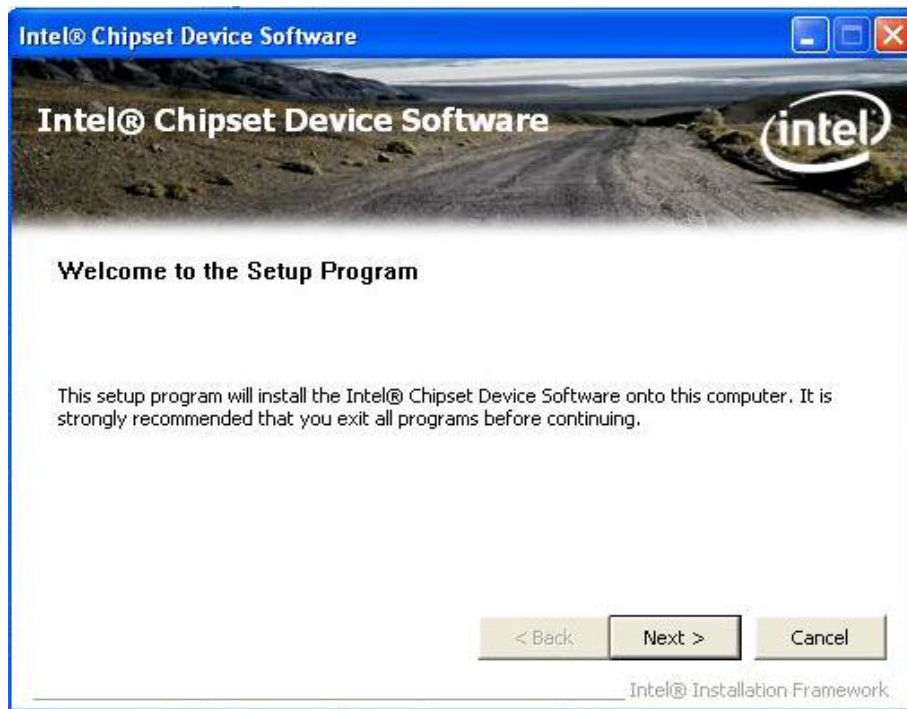 Intel® Chipset Device Software
Intel® Chipset Device Software
intel
Welcome to the Setup Program
This setup program will install the Intel® Chipset Device Software onto this computer. It is
strongly recommended that you exit all programs before continuing.
< Back
Next >
Cancel
Intel® Installation Framework